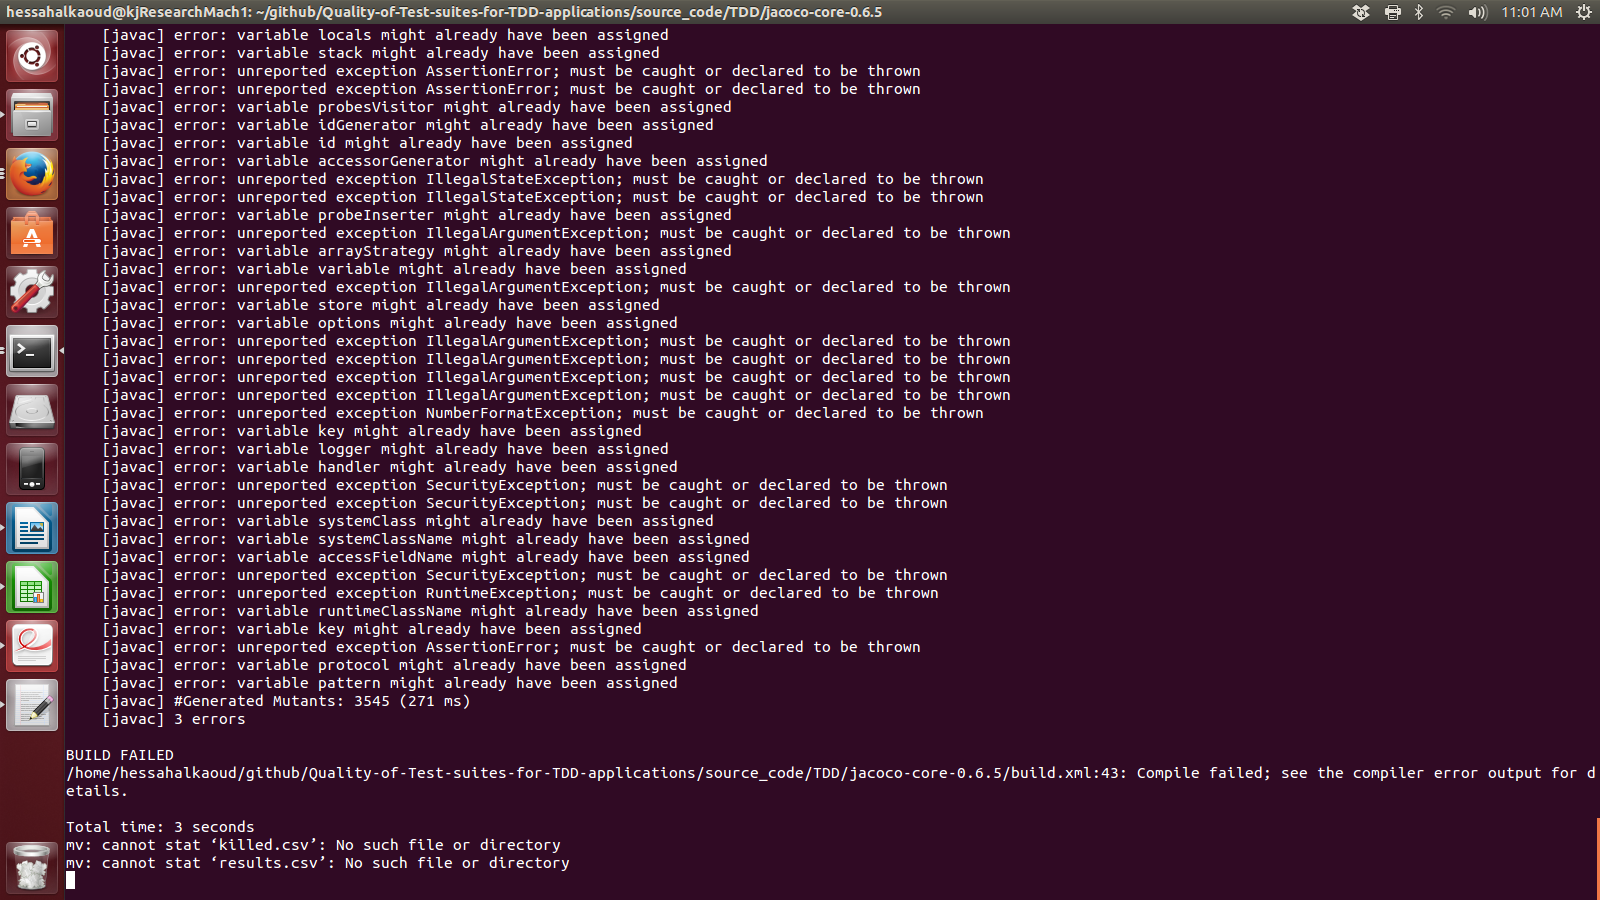 hessahalkaoud@kjResearchMach1: ~/github/Quality-of-Test-suites-for-TDD-applications/source_code/TDD/jacoco-core-0.6.5
11:01 AM
[javac] error: variable locals might already have been assigned
[javac] error: variable stack might already have been assigned
[javac] error: unreported exception AssertionError; must be caught or declared to be thrown
[javac] error: unreported exception AssertionError; must be caught or declared to be thrown
[javac] error: variable probesVisitor might already have been assigned
[javac] error: variable idGenerator might already have been assigned
[javac] error: variable id might already have been assigned
[javac] error: variable accessorGenerator might already have been assigned
[javac] error: unreported exception IllegalStateException; must be caught or declared to be thrown
[javac] error: unreported exception IllegalStateException; must be caught or declared to be thrown
[javac] error: variable probeInserter might already have been assigned
[javac] error: unreported exception IllegalArgumentException; must be caught or declared to be thrown
[javac] error: variable arrayStrategy might already have been assigned
[javac] error: variable variable might already have been assigned
[javac] error: unreported exception IllegalArgumentException; must be caught or declared to be thrown
[javac] error: variable store might already have been assigned
[javac] error: variable options might already have been assigned
[javac] error: unreported exception IllegalArgumentException; must be caught or declared to be thrown
[javac] error: unreported exception IllegalArgumentException; must be caught or declared to be thrown
[javac] error: unreported exception IllegalArgumentException; must be caught or declared to be thrown
[javac] error: unreported exception IllegalArgumentException; must be caught or declared to be thrown
[javac] error: unreported exception NumberFormatException; must be caught or declared to be thrown
[javac] error: variable key might already have been assigned
[javac] error: variable logger might already have been assigned
[javac] error: variable handler might already have been assigned
[javac] error: unreported exception SecurityException; must be caught or declared to be thrown
[javac] error: unreported exception SecurityException; must be caught or declared to be thrown
[javac] error: variable systemClass might already have been assigned
[javac] error: variable systemClassName might already have been assigned
[javac] error: variable accessFieldName might already have been assigned
[javac] error: unreported exception SecurityException; must be caught or declared to be thrown
[javac] error: unreported exception RuntimeException; must be caught or declared to be thrown
[javac] error: variable runtimeClassName might already have been assigned
[javac] error: variable key might already have been assigned
[javac] error: unreported exception AssertionError; must be caught or declared to be thrown
[javac] error: variable protocol might already have been assigned
[javac] error: variable pattern might already have been assigned
[javac] #Generated Mutants: 3545 (271 ms)
[javac] 3 errors
BUILD FAILED
/home/hessahalkaoud/github/Quality-of-Test-suites-for-TDD-applications/source_code/TDD/jacoco-core-0.6.5/build.xml:43: Compile failed; see the compiler error output for d
etails.
Total time: 3 seconds
mv: cannot stat ‘killed.csv’: No such file or directory
mv: cannot stat ‘results.csv’: No such file or directory